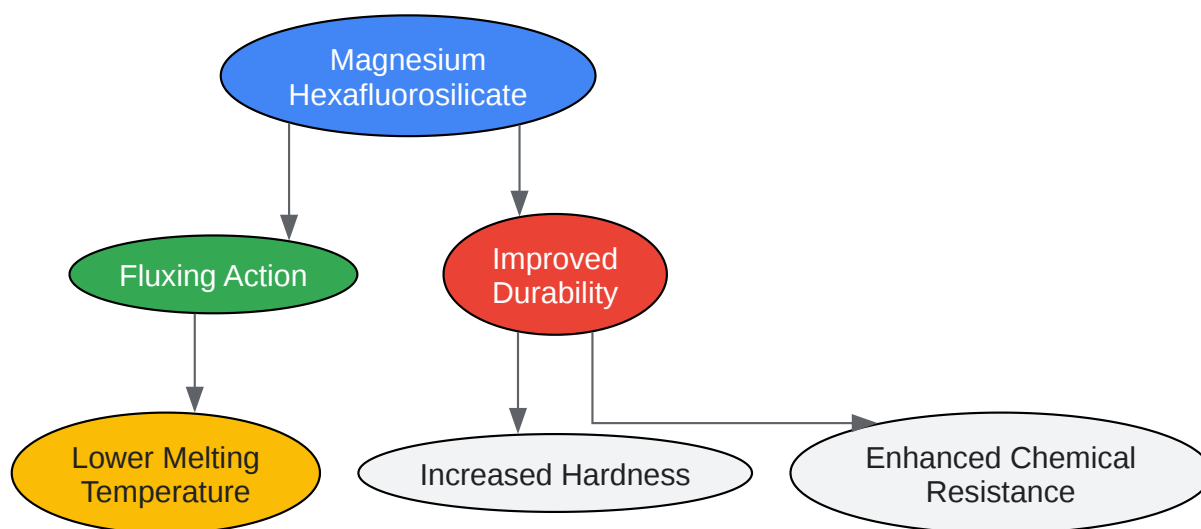 Magnesium
Hexafluorosilicate
Fluxing Action
Improved
Durability
Lower Melting
Temperature
Increased Hardness
Enhanced Chemical
Resistance